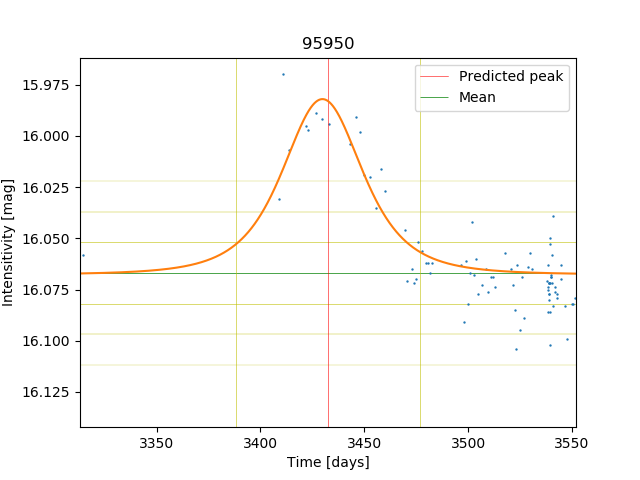 95950
Predicted peak
Mean
15.975
16.000
16.025
16.050
16.075
16.100
16.125
Intensitivity [mag]
3350 3400 3450 3500 3550
Time [days]